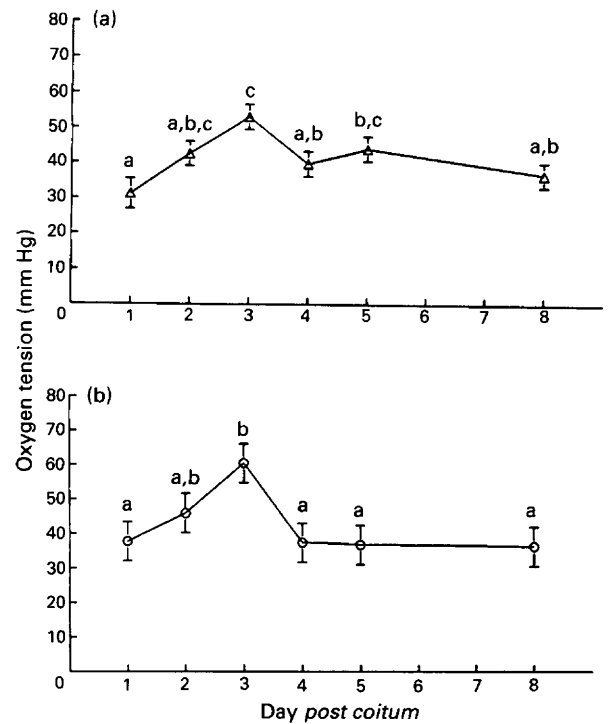 Oxygen tension (mm Hg)
(a)
80
70
60
50
40
30
20
10
0
a
a,b,c
c
a,b
b,c
a,b
1 2 3 4 5 6 7 8
(b)
80
70
60
50
40
30
20
10
0
a
a,b
b
a
a
a
1 2 3 4 5 6 7 8
Day post coitum